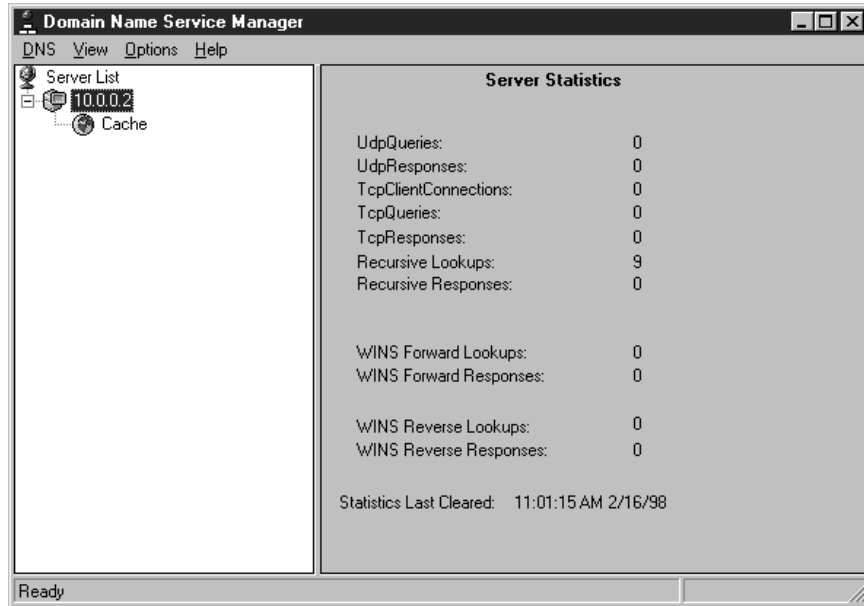 Domain Name Service Manager
DNS View Options Help
Server List
10.0.0.2
Cache
Server Statistics
UdpQueries: 0
UdpResponses: 0
TcpClientConnections: 0
TcpQueries: 0
TcpResponses: 0
Recursive Lookups: 9
Recursive Responses: 0
WINS Forward Lookups: 0
WINS Forward Responses: 0
WINS Reverse Lookups: 0
WINS Reverse Responses: 0
Statistics Last Cleared: 11:01:15 AM 2/16/98
Ready